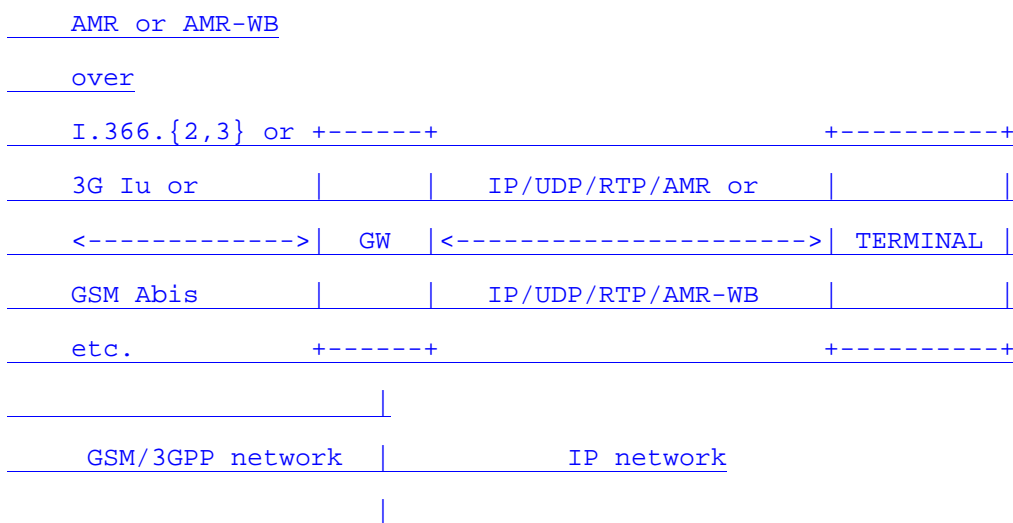 AMR or AMR-WB
over
I.366.{2,3} or +------+                       +----------+
3G Iu or       |      |  IP/UDP/RTP/AMR or    |          |
<------------->|  GW  |<--------------------->| TERMINAL |
GSM Abis       |      |  IP/UDP/RTP/AMR-WB    |          |
etc.           +------+                       +----------+
                   |
 GSM/3GPP network  |           IP network
                   |